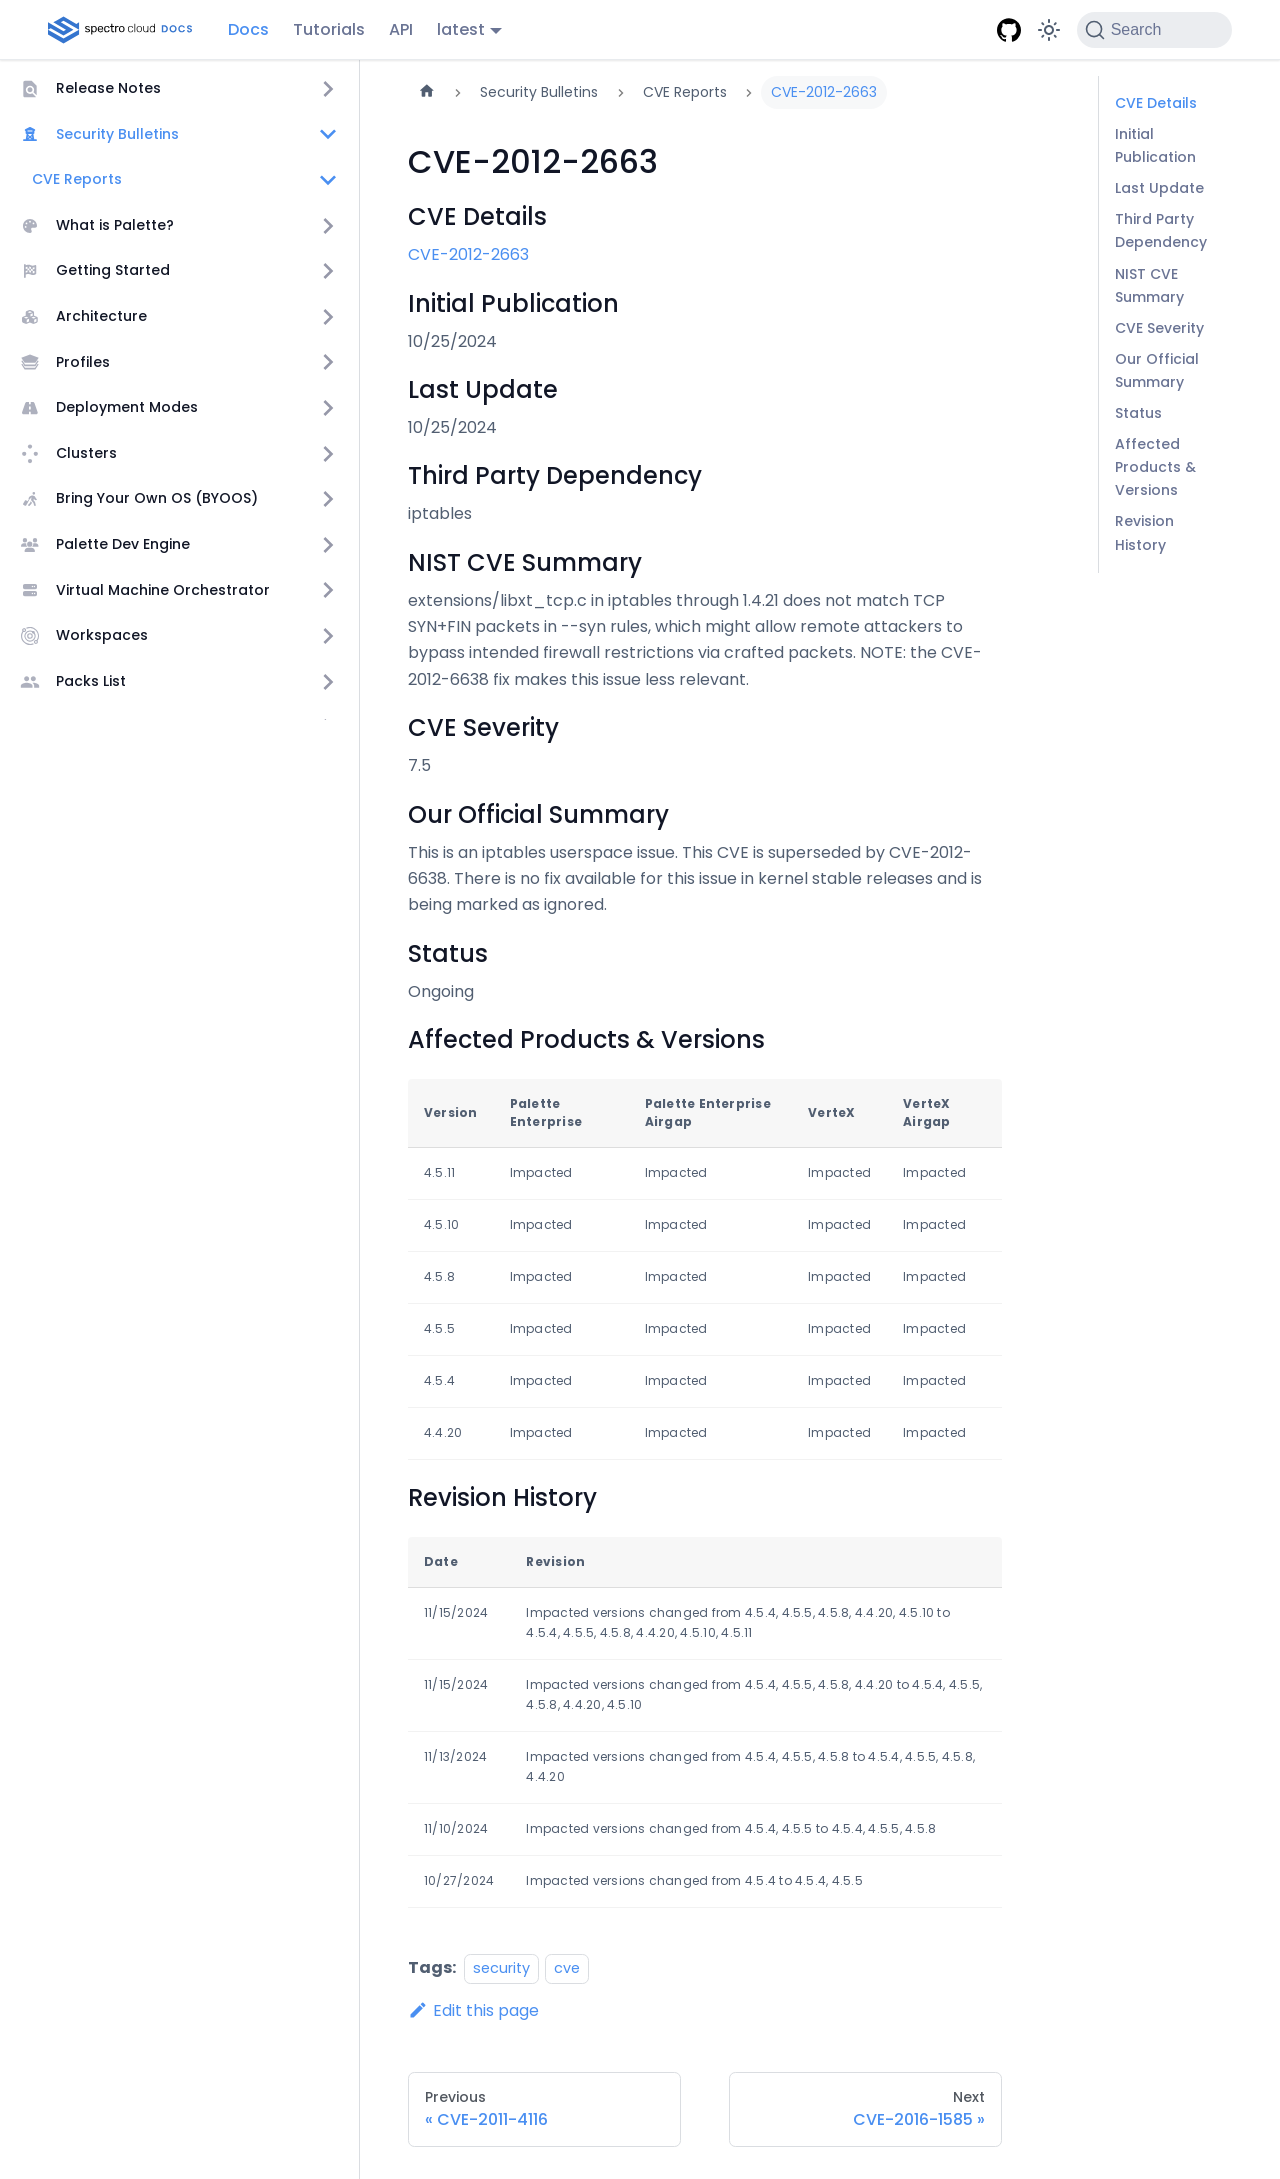 spectro cloud DOCS
Docs
Tutorials
API
latest
Search
Release Notes
Security Bulletins
CVE Reports
What is Palette?
Getting Started
Architecture
Profiles
Deployment Modes
Clusters
Bring Your Own OS (BYOOS)
Palette Dev Engine
Virtual Machine Orchestrator
Workspaces
Packs List
Security Bulletins
CVE Reports
CVE-2012-2663
CVE-2012-2663
CVE Details
CVE-2012-2663
Initial Publication
10/25/2024
Last Update
10/25/2024
Third Party Dependency
iptables
NIST CVE Summary
extensions/libxt_tcp.c in iptables through 1.4.21 does not match TCP
SYN+FIN packets in --syn rules, which might allow remote attackers to
bypass intended firewall restrictions via crafted packets. NOTE: the CVE-
2012-6638 fix makes this issue less relevant.
CVE Severity
7.5
Our Official Summary
This is an iptables userspace issue. This CVE is superseded by CVE-2012-
6638. There is no fix available for this issue in kernel stable releases and is
being marked as ignored.
Status
Ongoing
Affected Products & Versions
Version Palette Enterprise Palette Enterprise Airgap VerteX VerteX Airgap
4.5.11 Impacted Impacted Impacted Impacted
4.5.10 Impacted Impacted Impacted Impacted
4.5.8 Impacted Impacted Impacted Impacted
4.5.5 Impacted Impacted Impacted Impacted
4.5.4 Impacted Impacted Impacted Impacted
4.4.20 Impacted Impacted Impacted Impacted
Revision History
Date Revision
11/15/2024 Impacted versions changed from 4.5.4, 4.5.5, 4.5.8, 4.4.20, 4.5.10 to
4.5.4, 4.5.5, 4.5.8, 4.4.20, 4.5.10, 4.5.11
11/15/2024 Impacted versions changed from 4.5.4, 4.5.5, 4.5.8, 4.4.20 to 4.5.4, 4.5.5,
4.5.8, 4.4.20, 4.5.10
11/13/2024 Impacted versions changed from 4.5.4, 4.5.5, 4.5.8 to 4.5.4, 4.5.5, 4.5.8,
4.4.20
11/10/2024 Impacted versions changed from 4.5.4, 4.5.5 to 4.5.4, 4.5.5, 4.5.8
10/27/2024 Impacted versions changed from 4.5.4 to 4.5.4, 4.5.5
Tags: security cve
Edit this page
Previous
« CVE-2011-4116
Next
CVE-2016-1585 »
CVE Details
Initial
Publication
Last Update
Third Party
Dependency
NIST CVE
Summary
CVE Severity
Our Official
Summary
Status
Affected
Products &
Versions
Revision
History